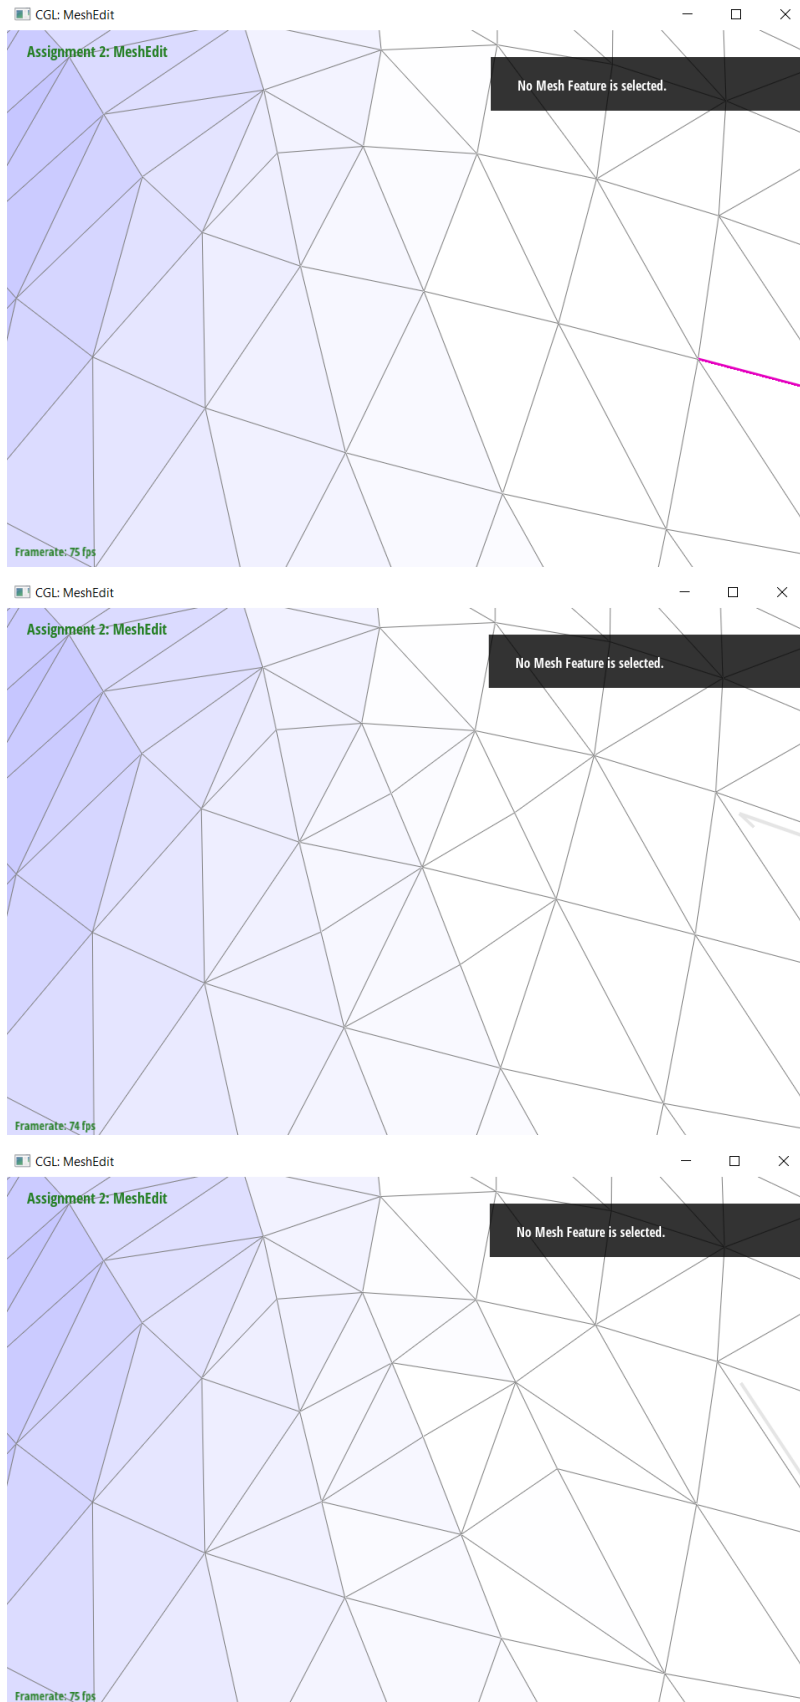 CGL: MeshEdit
Assignment 2: MeshEdit
No Mesh Feature is selected.
Framerate: 75 fps
CGL: MeshEdit
Assignment 2: MeshEdit
No Mesh Feature is selected.
Framerate: 74 fps
CGL: MeshEdit
Assignment 2: MeshEdit
No Mesh Feature is selected.
Framerate: 75 fps